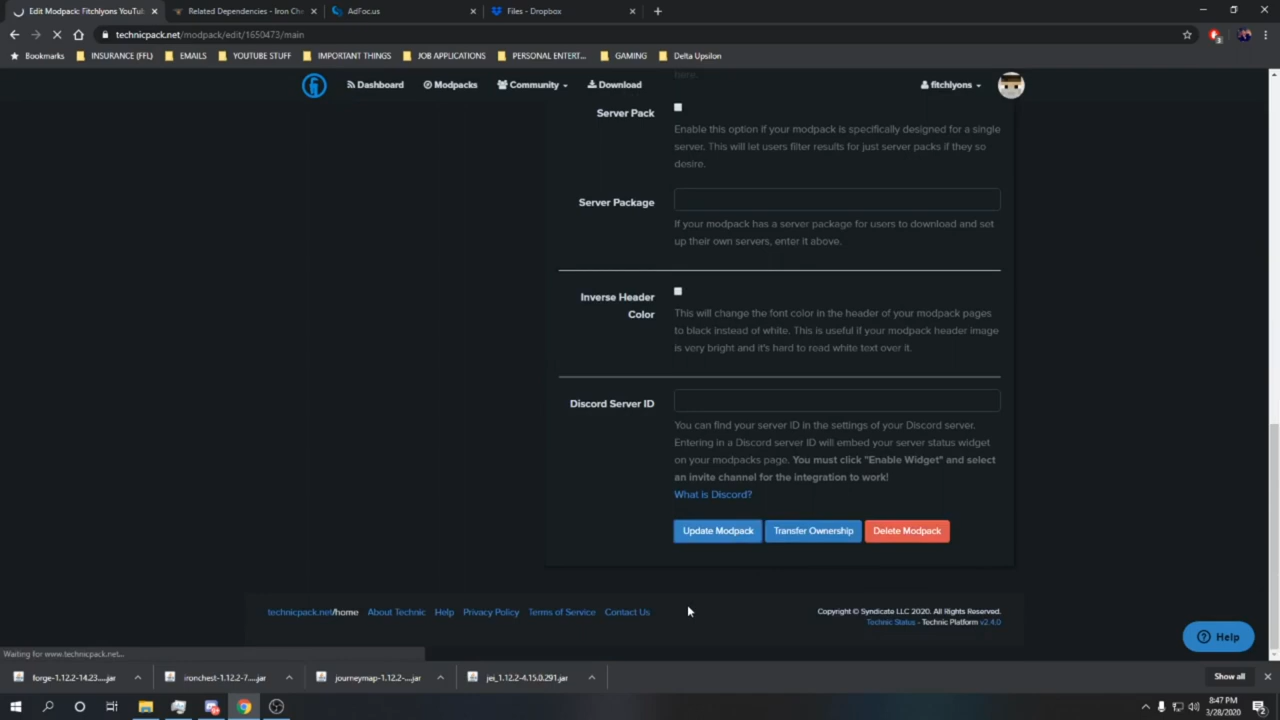 Edit Modpack: Fitchlyons YouTu
Related Dependencies - Iron Che
AdFoc.us
Files - Dropbox
technicpack.net/modpack/edit/1650473/main
Bookmarks
INSURANCE (FFL)
EMAILS
YOUTUBE STUFF
IMPORTANT THINGS
JOB APPLICATIONS
PERSONAL ENTERT...
GAMING
Delta Upsilon
Dashboard
Modpacks
Community
Download
fitchlyons
here.
Server Pack
Enable this option if your modpack is specifically designed for a single
server. This will let users filter results for just server packs if they so
desire.
Server Package
If your modpack has a server package for users to download and set
up their own servers, enter it above.
Inverse Header
Color
This will change the font color in the header of your modpack pages
to black instead of white. This is useful if your modpack header image
is very bright and it's hard to read white text over it.
Discord Server ID
You can find your server ID in the settings of your Discord server.
Entering in a Discord server ID will embed your server status widget
on your modpacks page. You must click "Enable Widget" and select
an invite channel for the integration to work!
What is Discord?
Update Modpack
Transfer Ownership
Delete Modpack
technicpack.net/home
About Technic
Help
Privacy Policy
Terms of Service
Contact Us
Copyright © Syndicate LLC 2020. All Rights Reserved.
Technic Status - Technic Platform v2.4.0
Help
Waiting for www.technicpack.net...
forge-1.12.2-14.23....jar
ironchest-1.12.2-7....jar
journeymap-1.12.2-....jar
jei_1.12.2-4.15.0.291.jar
Show all
8:47 PM
3/28/2020